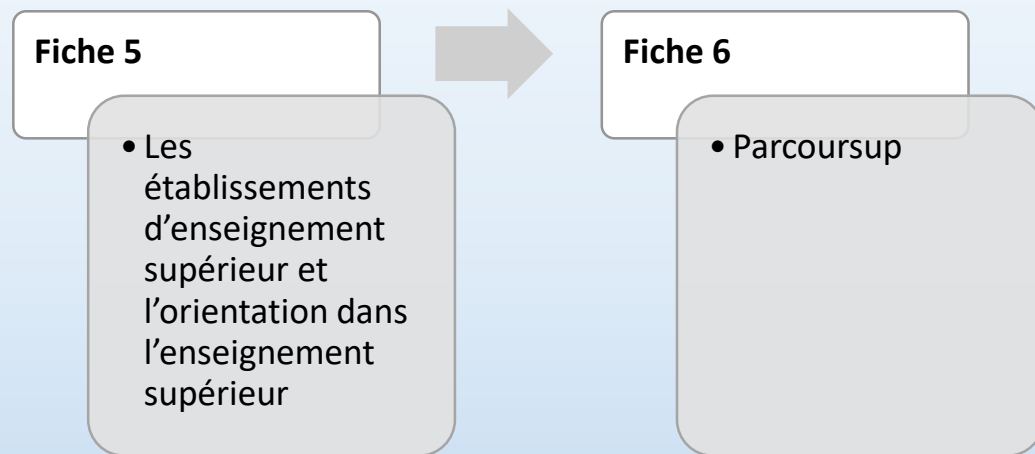 Fiche 5
• Les
établissements
d’enseignement
supérieur et
l’orientation dans
l’enseignement
supérieur
Fiche 6
• Parcoursup